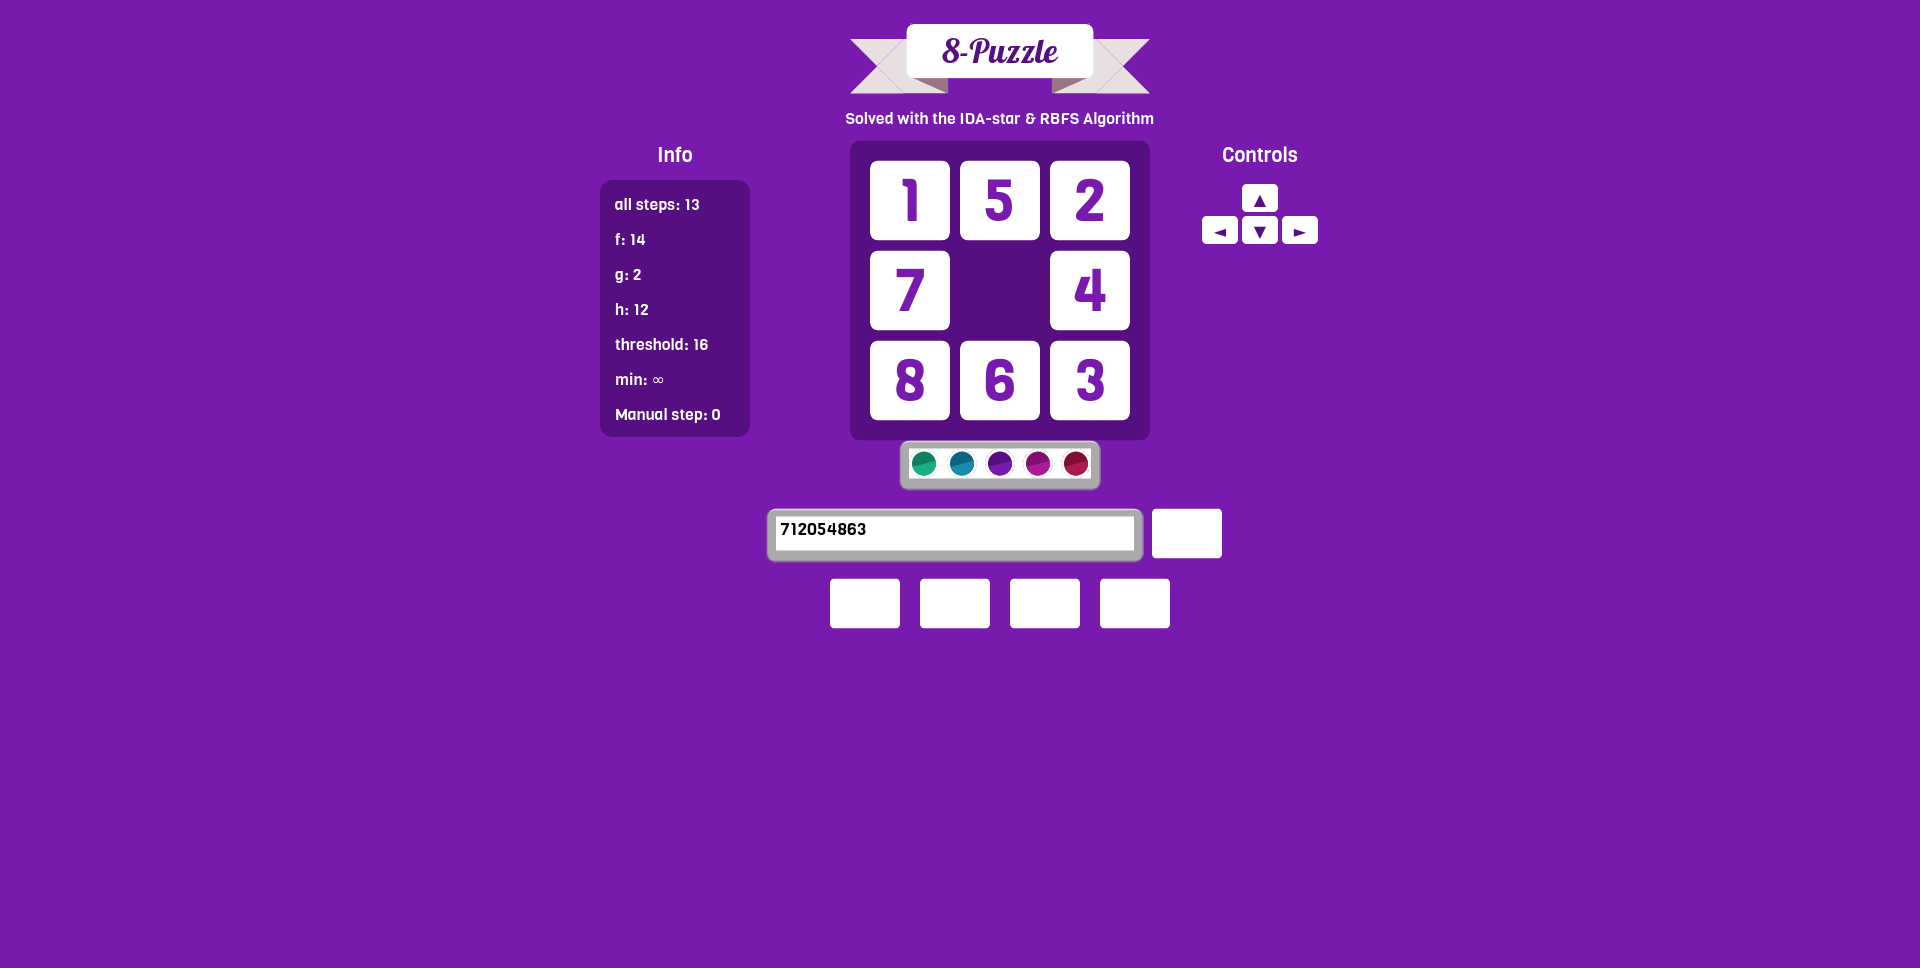 8-Puzzle
Solved with the IDA-star & RBFS Algorithm
Info
all steps: 13
f: 14
g: 2
h: 12
threshold: 16
min: ∞
Manual step: 0
1 5 2
7 4
8 6 3
Controls
▲
◄ ▼ ►
712054863